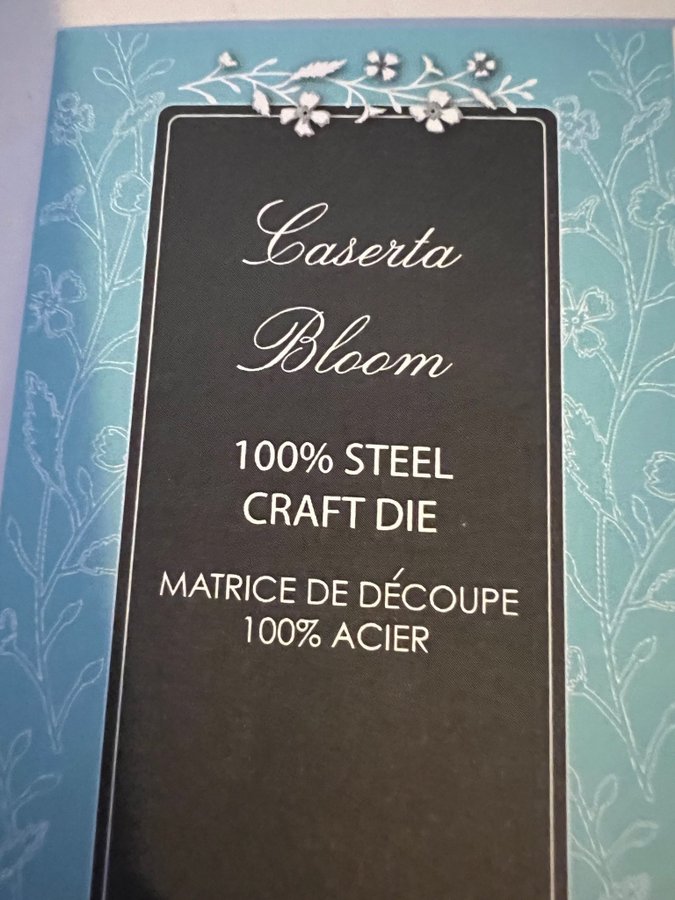 Caserta
Bloom
100% STEEL
CRAFT DIE
MATRICE DE DÉCOUPE
100% ACIER